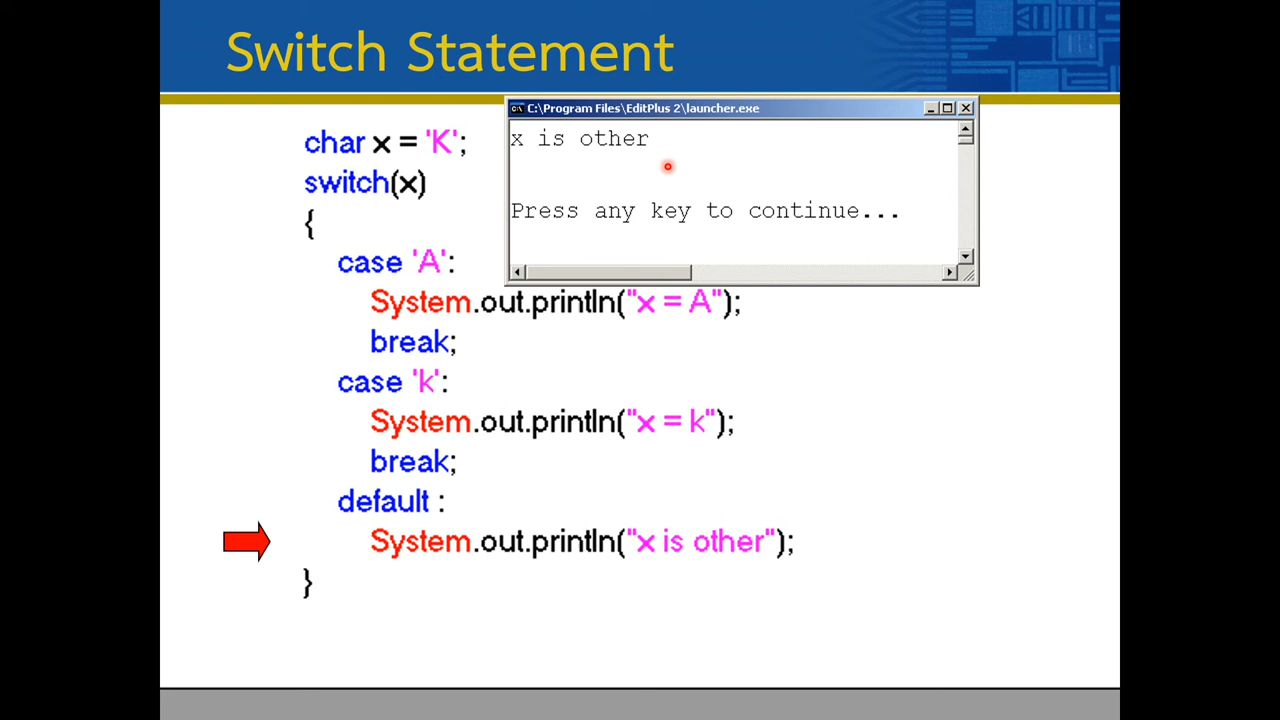 Switch Statement
C:\Program Files\EditPlus 2\launcher.exe
x is other
Press any key to continue...
char x = 'K';
switch(x)
{
case 'A':
System.out.println("x = A");
break;
case 'k':
System.out.println("x = k");
break;
default :
System.out.println("x is other");
}